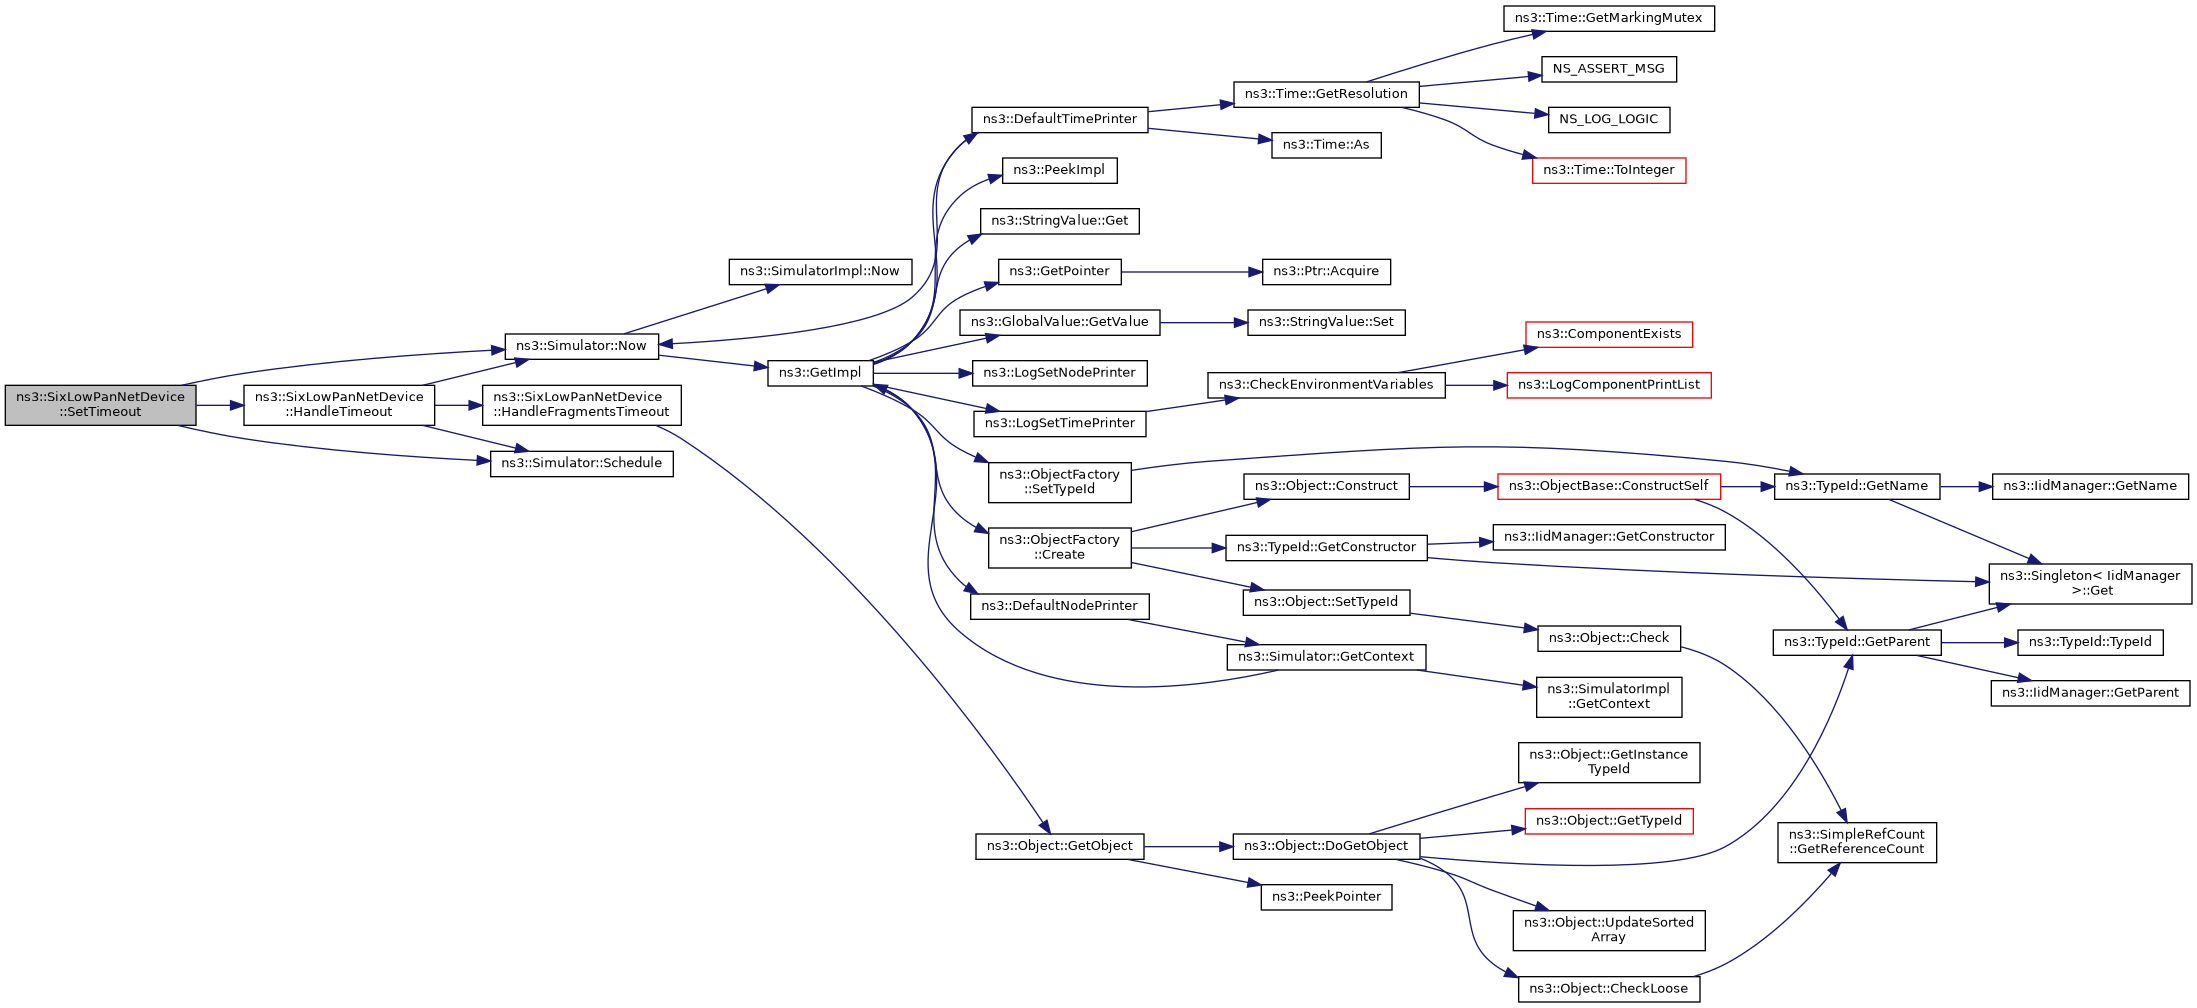 ns3::SixLowPanNetDevice
::SetTimeout
ns3::Simulator::Now
ns3::SixLowPanNetDevice
::HandleTimeout
ns3::SixLowPanNetDevice
::HandleFragmentsTimeout
ns3::Simulator::Schedule
ns3::SimulatorImpl::Now
ns3::GetImpl
ns3::DefaultTimePrinter
ns3::PeekImpl
ns3::StringValue::Get
ns3::GetPointer
ns3::GlobalValue::GetValue
ns3::LogSetNodePrinter
ns3::LogSetTimePrinter
ns3::ObjectFactory
::SetTypeId
ns3::ObjectFactory
::Create
ns3::DefaultNodePrinter
ns3::Object::GetObject
ns3::Time::GetResolution
ns3::Time::As
ns3::Ptr::Acquire
ns3::StringValue::Set
ns3::CheckEnvironmentVariables
ns3::Object::Construct
ns3::TypeId::GetConstructor
ns3::Object::SetTypeId
ns3::Simulator::GetContext
ns3::Object::DoGetObject
ns3::PeekPointer
ns3::Time::GetMarkingMutex
NS_ASSERT_MSG
NS_LOG_LOGIC
ns3::Time::ToInteger
ns3::ComponentExists
ns3::LogComponentPrintList
ns3::ObjectBase::ConstructSelf
ns3::IidManager::GetConstructor
ns3::Object::Check
ns3::SimulatorImpl
::GetContext
ns3::Object::GetInstance
TypeId
ns3::Object::GetTypeId
ns3::Object::UpdateSorted
Array
ns3::Object::CheckLoose
ns3::TypeId::GetName
ns3::TypeId::GetParent
ns3::SimpleRefCount
::GetReferenceCount
ns3::IidManager::GetName
ns3::Singleton< IidManager
>::Get
ns3::TypeId::TypeId
ns3::IidManager::GetParent